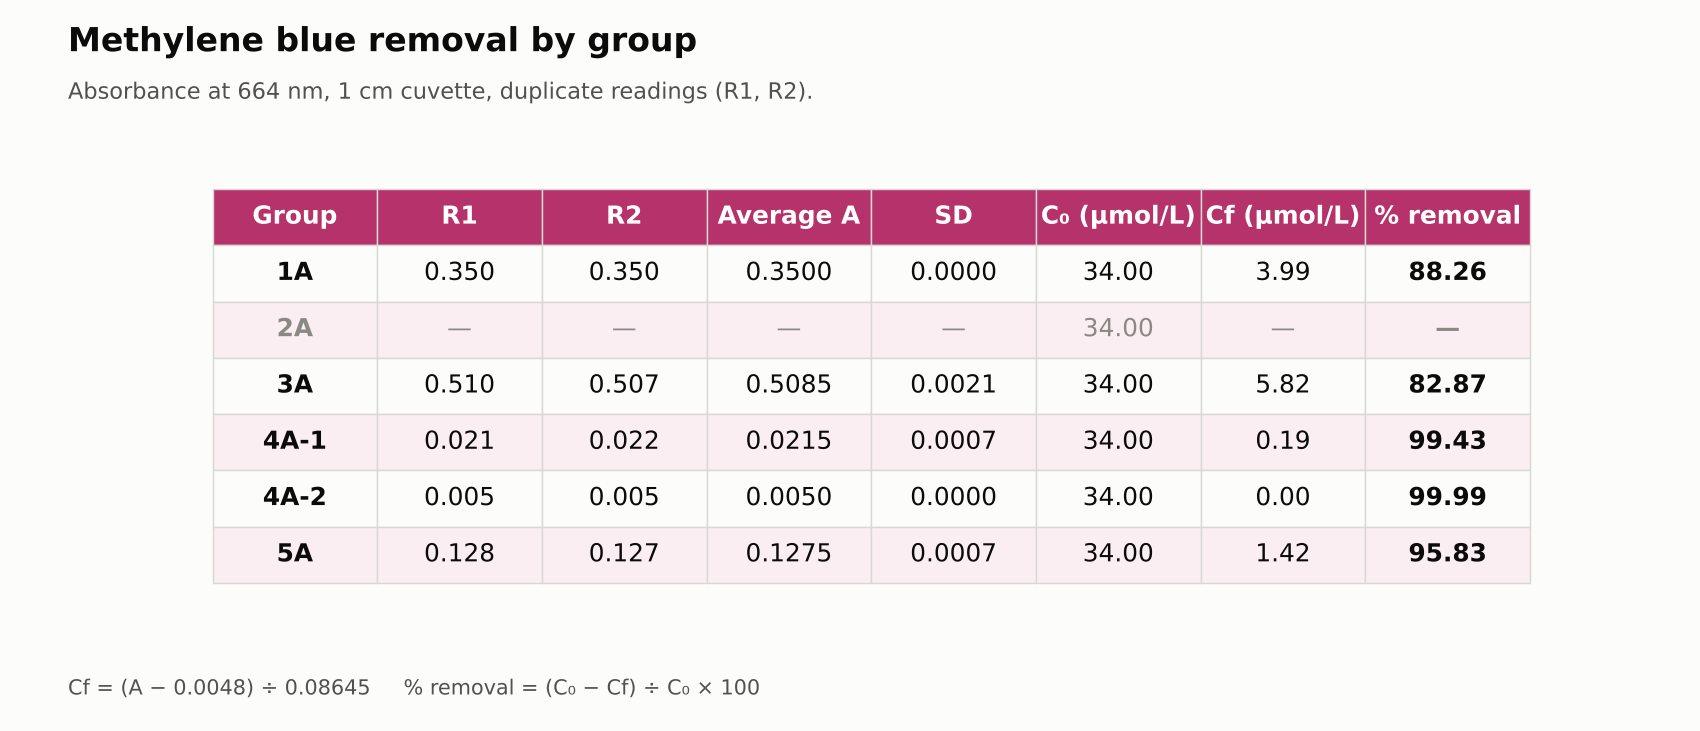 Methylene blue removal by group
Absorbance at 664 nm, 1 cm cuvette, duplicate readings (R1, R2).
Group R1 R2 Average A SD C₀ (µmol/L) Cf (µmol/L) % removal
1A 0.350 0.350 0.3500 0.0000 34.00 3.99 88.26
2A — — — — 34.00 — —
3A 0.510 0.507 0.5085 0.0021 34.00 5.82 82.87
4A-1 0.021 0.022 0.0215 0.0007 34.00 0.19 99.43
4A-2 0.005 0.005 0.0050 0.0000 34.00 0.00 99.99
5A 0.128 0.127 0.1275 0.0007 34.00 1.42 95.83
Cf = (A − 0.0048) ÷ 0.08645 % removal = (C₀ − Cf) ÷ C₀ × 100